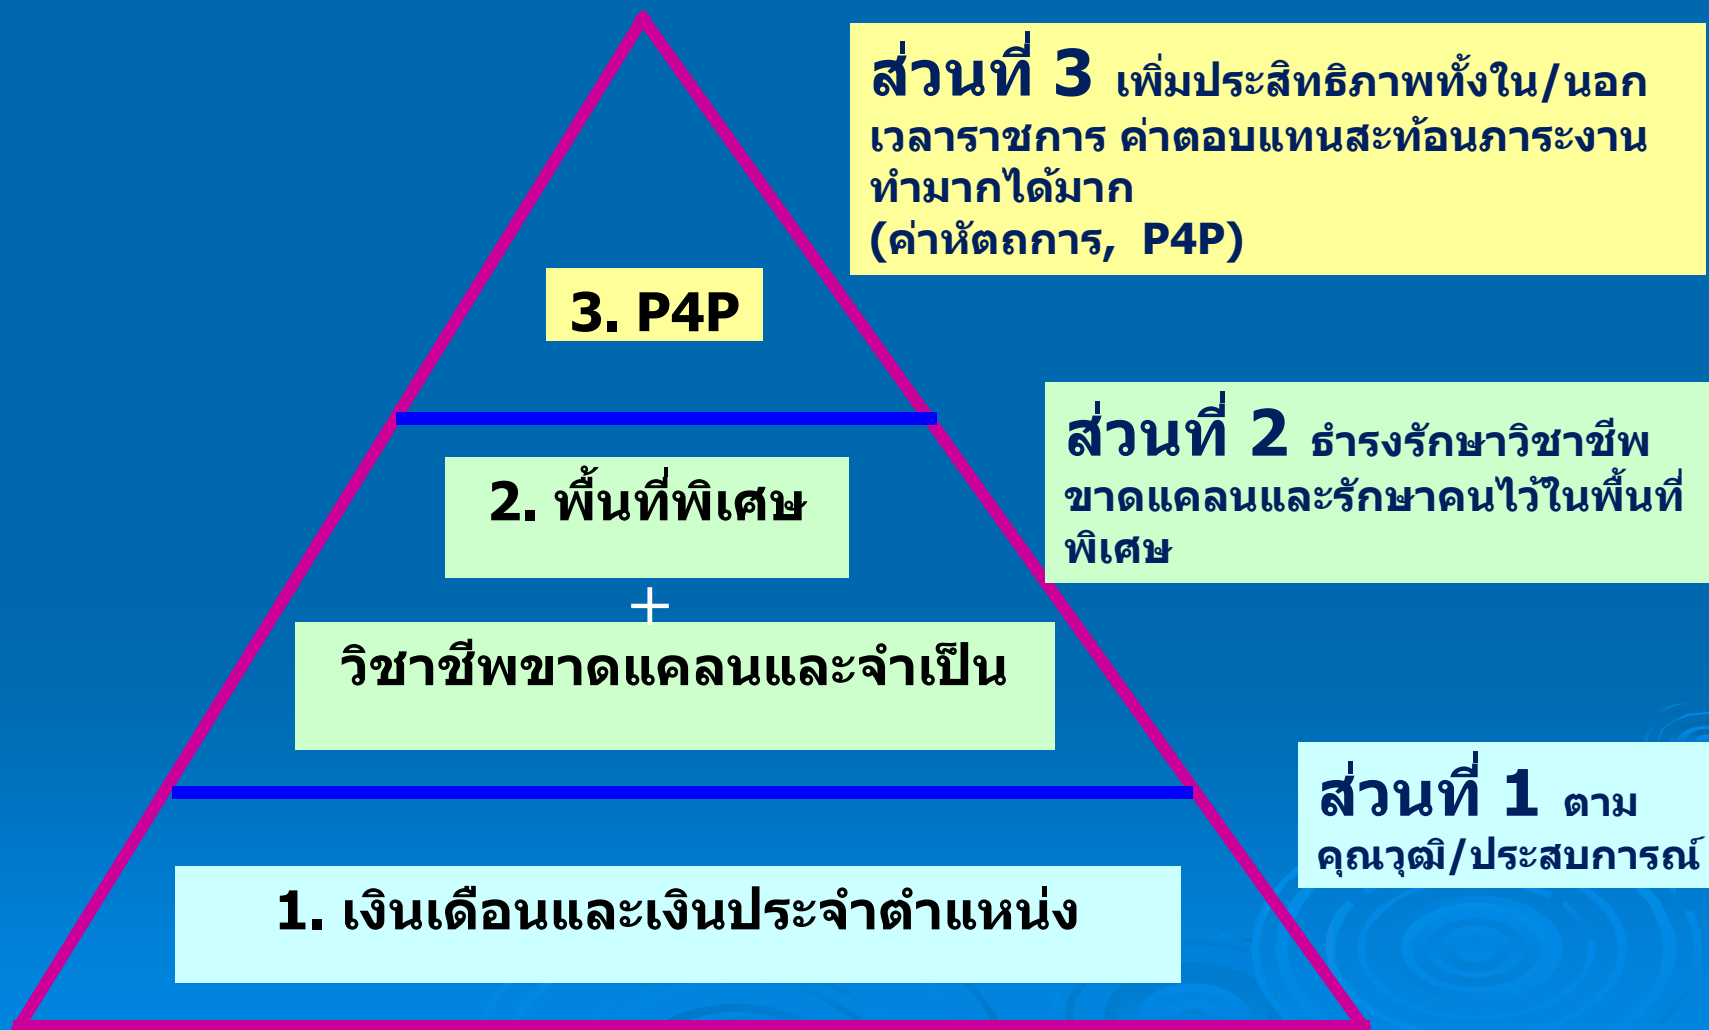 ส่วนที่ 3 เพิ่มประสิทธิภาพทั้งใน/นอก
เวลาราชการ ค่าตอบแทนสะท้อนภาระงาน
ทำมากได้มาก
(ค่าหัตถการ, P4P)
3. P4P
ส่วนที่ 2 ธำรงรักษาวิชาชีพ
ขาดแคลนและรักษาคนไว้ในพื้นที่
พิเศษ
2. พื้นที่พิเศษ
+
วิชาชีพขาดแคลนและจำเป็น
ส่วนที่ 1 ตาม
คุณวุฒิ/ประสบการณ์
1. เงินเดือนและเงินประจำตำแหน่ง